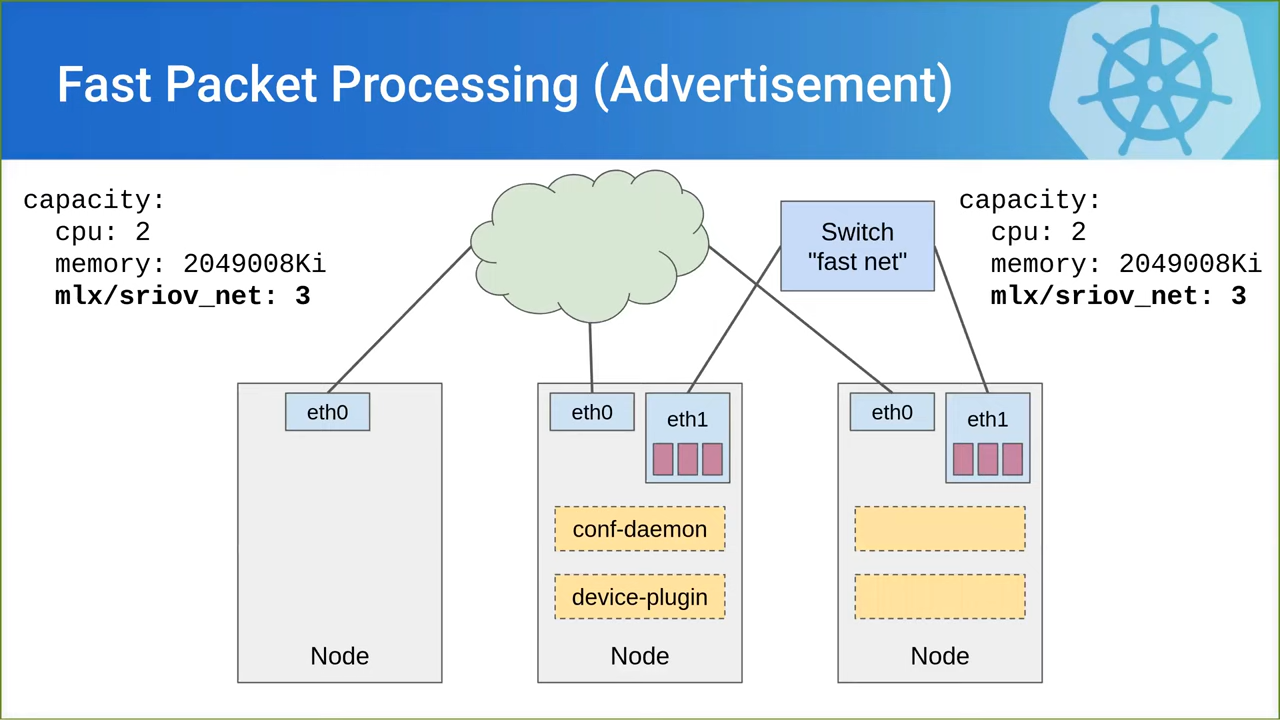 Fast Packet Processing (Advertisement)
capacity:
  cpu: 2
  memory: 2049008Ki
  mlx/sriov_net: 3
Switch
"fast net"
capacity:
  cpu: 2
  memory: 2049008Ki
  mlx/sriov_net: 3
eth0
Node
eth0
eth1
conf-daemon
device-plugin
Node
eth0
eth1
Node